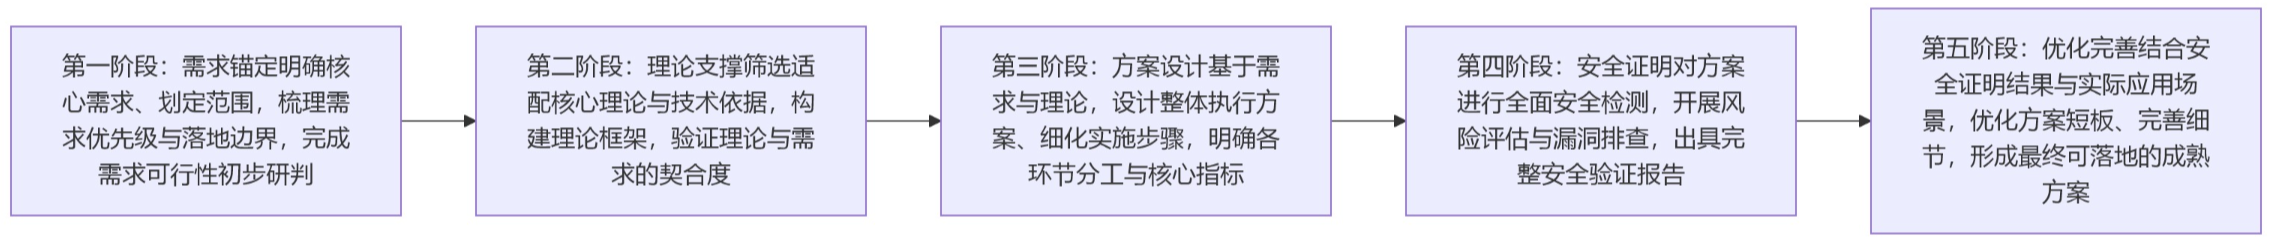 第一阶段：需求锚定明确核
心需求、划定范围，梳理需
求优先级与落地边界，完成
需求可行性初步研判
第二阶段：理论支撑筛选适
配核心理论与技术依据，构
建理论框架，验证理论与需
求的契合度
第三阶段：方案设计基于需
求与理论，设计整体执行方
案、细化实施步骤，明确各
环节分工与核心指标
第四阶段：安全证明对方案
进行全面安全检测，开展风
险评估与漏洞排查，出具完
整安全验证报告
第五阶段：优化完善结合安
全证明结果与实际应用场
景，优化方案短板、完善细
节，形成最终可落地的成熟
方案